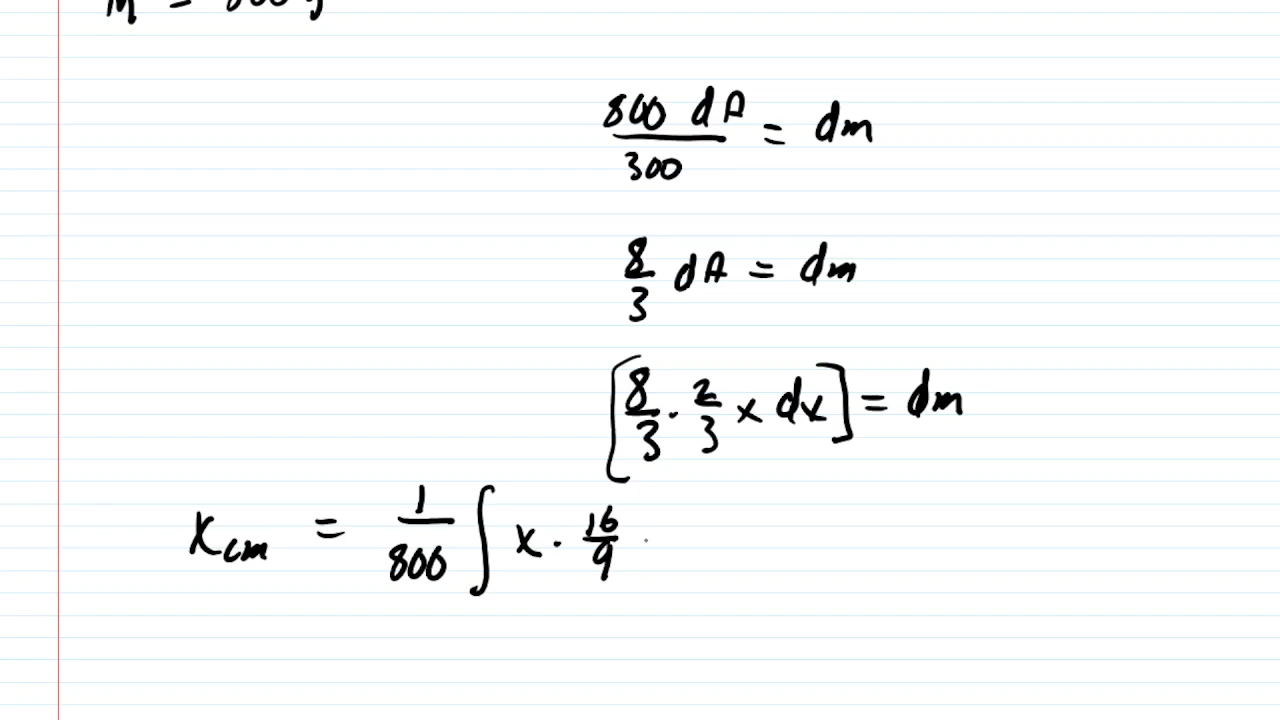 M = 800 g
800 dA / 300 = dm
8/3 dA = dm
[8/3 · 2/3 x dx] = dm
x_cm = 1/800 ∫ x · 16/9